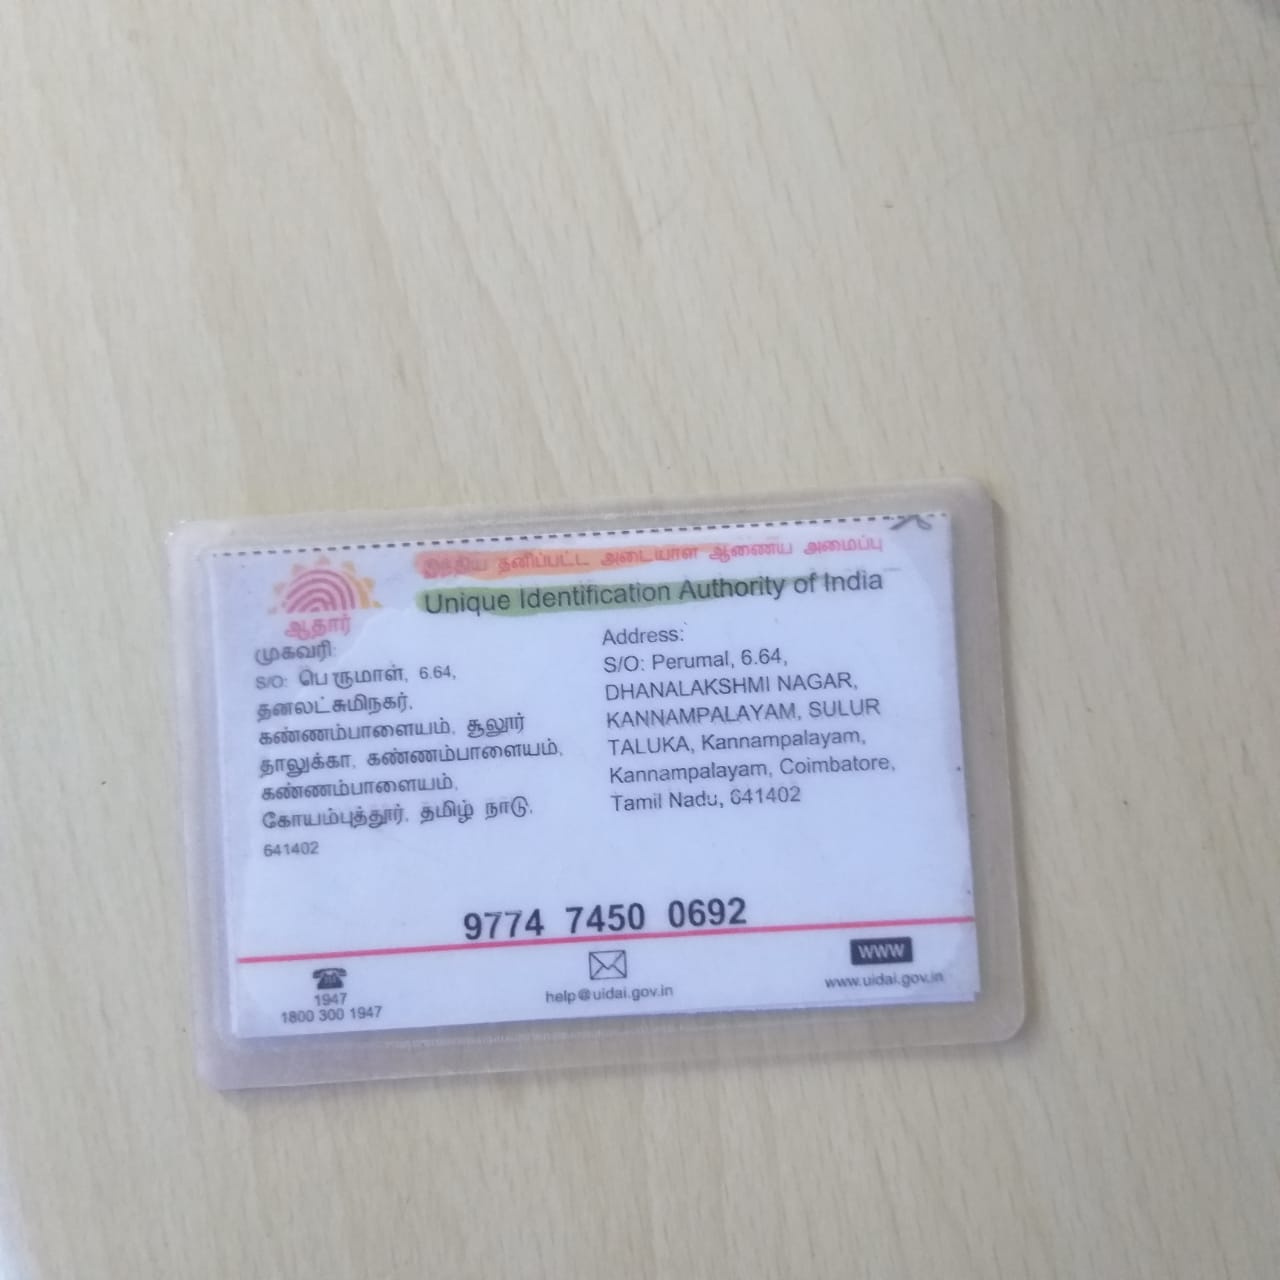 இந்திய தனிப்பட்ட அடையாள ஆணைய அமைப்பு
Unique Identification Authority of India
ஆதார்
முகவரி:
S/O: பெருமாள், 6.64,
தனலட்சுமிநகர்,
கண்ணம்பாளையம், சூலூர்
தாலுக்கா, கண்ணம்பாளையம்,
கண்ணம்பாளையம்,
கோயம்புத்தூர், தமிழ் நாடு,
641402
Address:
S/O: Perumal, 6.64,
DHANALAKSHMI NAGAR,
KANNAMPALAYAM, SULUR
TALUKA, Kannampalayam,
Kannampalayam, Coimbatore,
Tamil Nadu, 641402
9774 7450 0692
1947
1800 300 1947
help@uidai.gov.in
WWW
www.uidai.gov.in